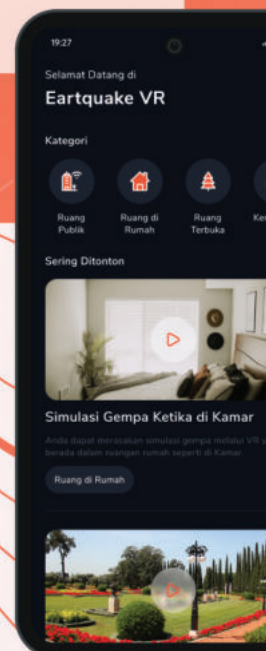 19:27
Selamat Datang di
Eartquake VR
Kategori
Ruang Publik
Ruang di Rumah
Ruang Terbuka
Sering Ditonton
Simulasi Gempa Ketika di Kamar
Anda dapat merasakan simulasi gempa melalui VR
berada dalam ruangan rumah seperti di Kamar
Ruang di Rumah